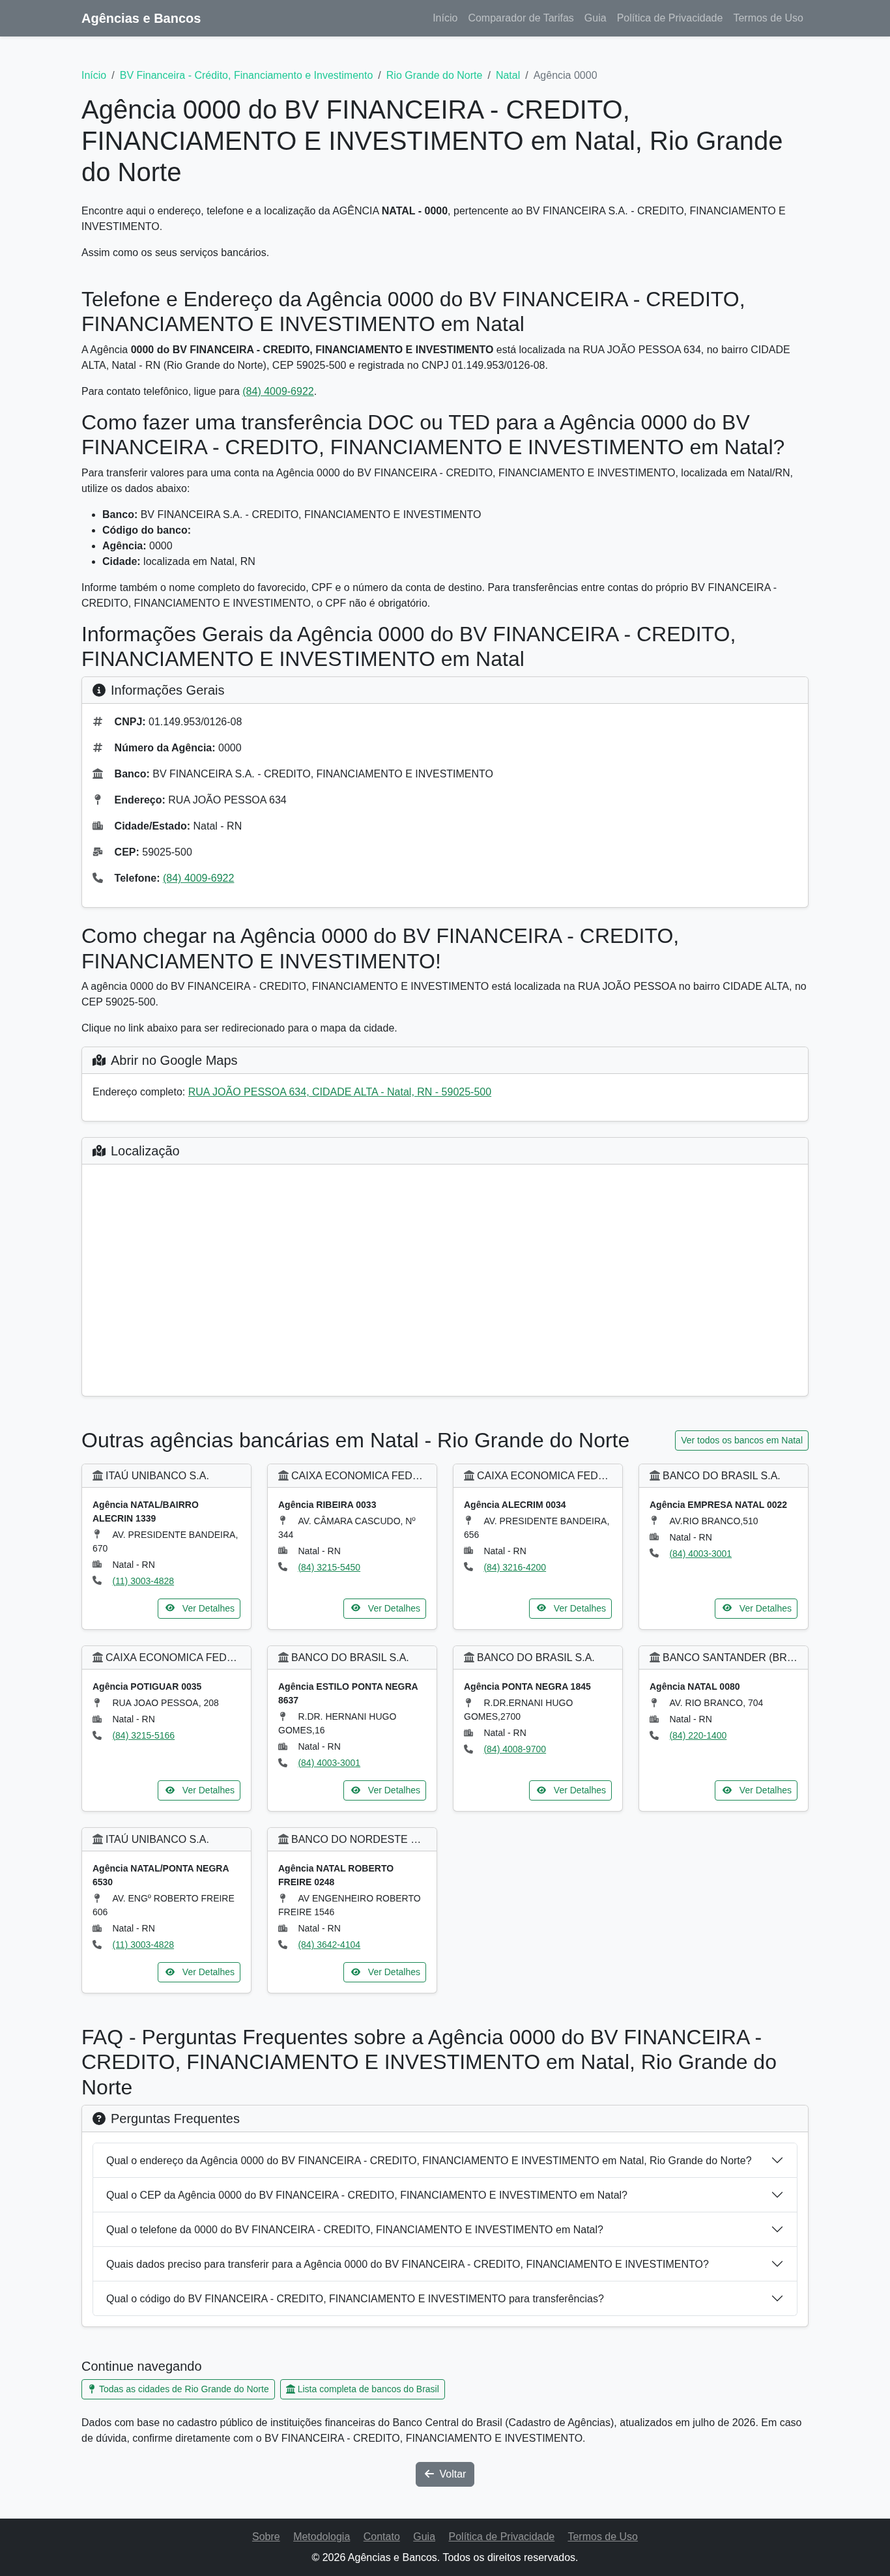 Agências e Bancos
Início Comparador de Tarifas Guia Política de Privacidade Termos de Uso
Início / BV Financeira - Crédito, Financiamento e Investimento / Rio Grande do Norte / Natal / Agência 0000
Agência 0000 do BV FINANCEIRA - CREDITO,
FINANCIAMENTO E INVESTIMENTO em Natal, Rio Grande
do Norte
Encontre aqui o endereço, telefone e a localização da AGÊNCIA NATAL - 0000, pertencente ao BV FINANCEIRA S.A. - CREDITO, FINANCIAMENTO E
INVESTIMENTO.
Assim como os seus serviços bancários.
Telefone e Endereço da Agência 0000 do BV FINANCEIRA - CREDITO,
FINANCIAMENTO E INVESTIMENTO em Natal
A Agência 0000 do BV FINANCEIRA - CREDITO, FINANCIAMENTO E INVESTIMENTO está localizada na RUA JOÃO PESSOA 634, no bairro CIDADE
ALTA, Natal - RN (Rio Grande do Norte), CEP 59025-500 e registrada no CNPJ 01.149.953/0126-08.
Para contato telefônico, ligue para (84) 4009-6922.
Como fazer uma transferência DOC ou TED para a Agência 0000 do BV
FINANCEIRA - CREDITO, FINANCIAMENTO E INVESTIMENTO em Natal?
Para transferir valores para uma conta na Agência 0000 do BV FINANCEIRA - CREDITO, FINANCIAMENTO E INVESTIMENTO, localizada em Natal/RN,
utilize os dados abaixo:
• Banco: BV FINANCEIRA S.A. - CREDITO, FINANCIAMENTO E INVESTIMENTO
• Código do banco:
• Agência: 0000
• Cidade: localizada em Natal, RN
Informe também o nome completo do favorecido, CPF e o número da conta de destino. Para transferências entre contas do próprio BV FINANCEIRA -
CREDITO, FINANCIAMENTO E INVESTIMENTO, o CPF não é obrigatório.
Informações Gerais da Agência 0000 do BV FINANCEIRA - CREDITO,
FINANCIAMENTO E INVESTIMENTO em Natal
Informações Gerais
CNPJ: 01.149.953/0126-08
Número da Agência: 0000
Banco: BV FINANCEIRA S.A. - CREDITO, FINANCIAMENTO E INVESTIMENTO
Endereço: RUA JOÃO PESSOA 634
Cidade/Estado: Natal - RN
CEP: 59025-500
Telefone: (84) 4009-6922
Como chegar na Agência 0000 do BV FINANCEIRA - CREDITO,
FINANCIAMENTO E INVESTIMENTO!
A agência 0000 do BV FINANCEIRA - CREDITO, FINANCIAMENTO E INVESTIMENTO está localizada na RUA JOÃO PESSOA no bairro CIDADE ALTA, no
CEP 59025-500.
Clique no link abaixo para ser redirecionado para o mapa da cidade.
Abrir no Google Maps
Endereço completo: RUA JOÃO PESSOA 634, CIDADE ALTA - Natal, RN - 59025-500
Localização
Outras agências bancárias em Natal - Rio Grande do Norte
Ver todos os bancos em Natal
ITAÚ UNIBANCO S.A.
Agência NATAL/BAIRRO
ALECRIN 1339
AV. PRESIDENTE BANDEIRA,
670
Natal - RN
(11) 3003-4828
Ver Detalhes
CAIXA ECONOMICA FED…
Agência RIBEIRA 0033
AV. CÂMARA CASCUDO, Nº
344
Natal - RN
(84) 3215-5450
Ver Detalhes
CAIXA ECONOMICA FED…
Agência ALECRIM 0034
AV. PRESIDENTE BANDEIRA,
656
Natal - RN
(84) 3216-4200
Ver Detalhes
BANCO DO BRASIL S.A.
Agência EMPRESA NATAL 0022
AV.RIO BRANCO,510
Natal - RN
(84) 4003-3001
Ver Detalhes
CAIXA ECONOMICA FED…
Agência POTIGUAR 0035
RUA JOAO PESSOA, 208
Natal - RN
(84) 3215-5166
Ver Detalhes
BANCO DO BRASIL S.A.
Agência ESTILO PONTA NEGRA
8637
R.DR. HERNANI HUGO
GOMES,16
Natal - RN
(84) 4003-3001
Ver Detalhes
BANCO DO BRASIL S.A.
Agência PONTA NEGRA 1845
R.DR.ERNANI HUGO
GOMES,2700
Natal - RN
(84) 4008-9700
Ver Detalhes
BANCO SANTANDER (BR…
Agência NATAL 0080
AV. RIO BRANCO, 704
Natal - RN
(84) 220-1400
Ver Detalhes
ITAÚ UNIBANCO S.A.
Agência NATAL/PONTA NEGRA
6530
AV. ENGº ROBERTO FREIRE
606
Natal - RN
(11) 3003-4828
Ver Detalhes
BANCO DO NORDESTE …
Agência NATAL ROBERTO
FREIRE 0248
AV ENGENHEIRO ROBERTO
FREIRE 1546
Natal - RN
(84) 3642-4104
Ver Detalhes
FAQ - Perguntas Frequentes sobre a Agência 0000 do BV FINANCEIRA -
CREDITO, FINANCIAMENTO E INVESTIMENTO em Natal, Rio Grande do
Norte
Perguntas Frequentes
Qual o endereço da Agência 0000 do BV FINANCEIRA - CREDITO, FINANCIAMENTO E INVESTIMENTO em Natal, Rio Grande do Norte?
Qual o CEP da Agência 0000 do BV FINANCEIRA - CREDITO, FINANCIAMENTO E INVESTIMENTO em Natal?
Qual o telefone da 0000 do BV FINANCEIRA - CREDITO, FINANCIAMENTO E INVESTIMENTO em Natal?
Quais dados preciso para transferir para a Agência 0000 do BV FINANCEIRA - CREDITO, FINANCIAMENTO E INVESTIMENTO?
Qual o código do BV FINANCEIRA - CREDITO, FINANCIAMENTO E INVESTIMENTO para transferências?
Continue navegando
Todas as cidades de Rio Grande do Norte
Lista completa de bancos do Brasil
Dados com base no cadastro público de instituições financeiras do Banco Central do Brasil (Cadastro de Agências), atualizados em julho de 2026. Em caso
de dúvida, confirme diretamente com o BV FINANCEIRA - CREDITO, FINANCIAMENTO E INVESTIMENTO.
Voltar
Sobre Metodologia Contato Guia Política de Privacidade Termos de Uso
© 2026 Agências e Bancos. Todos os direitos reservados.